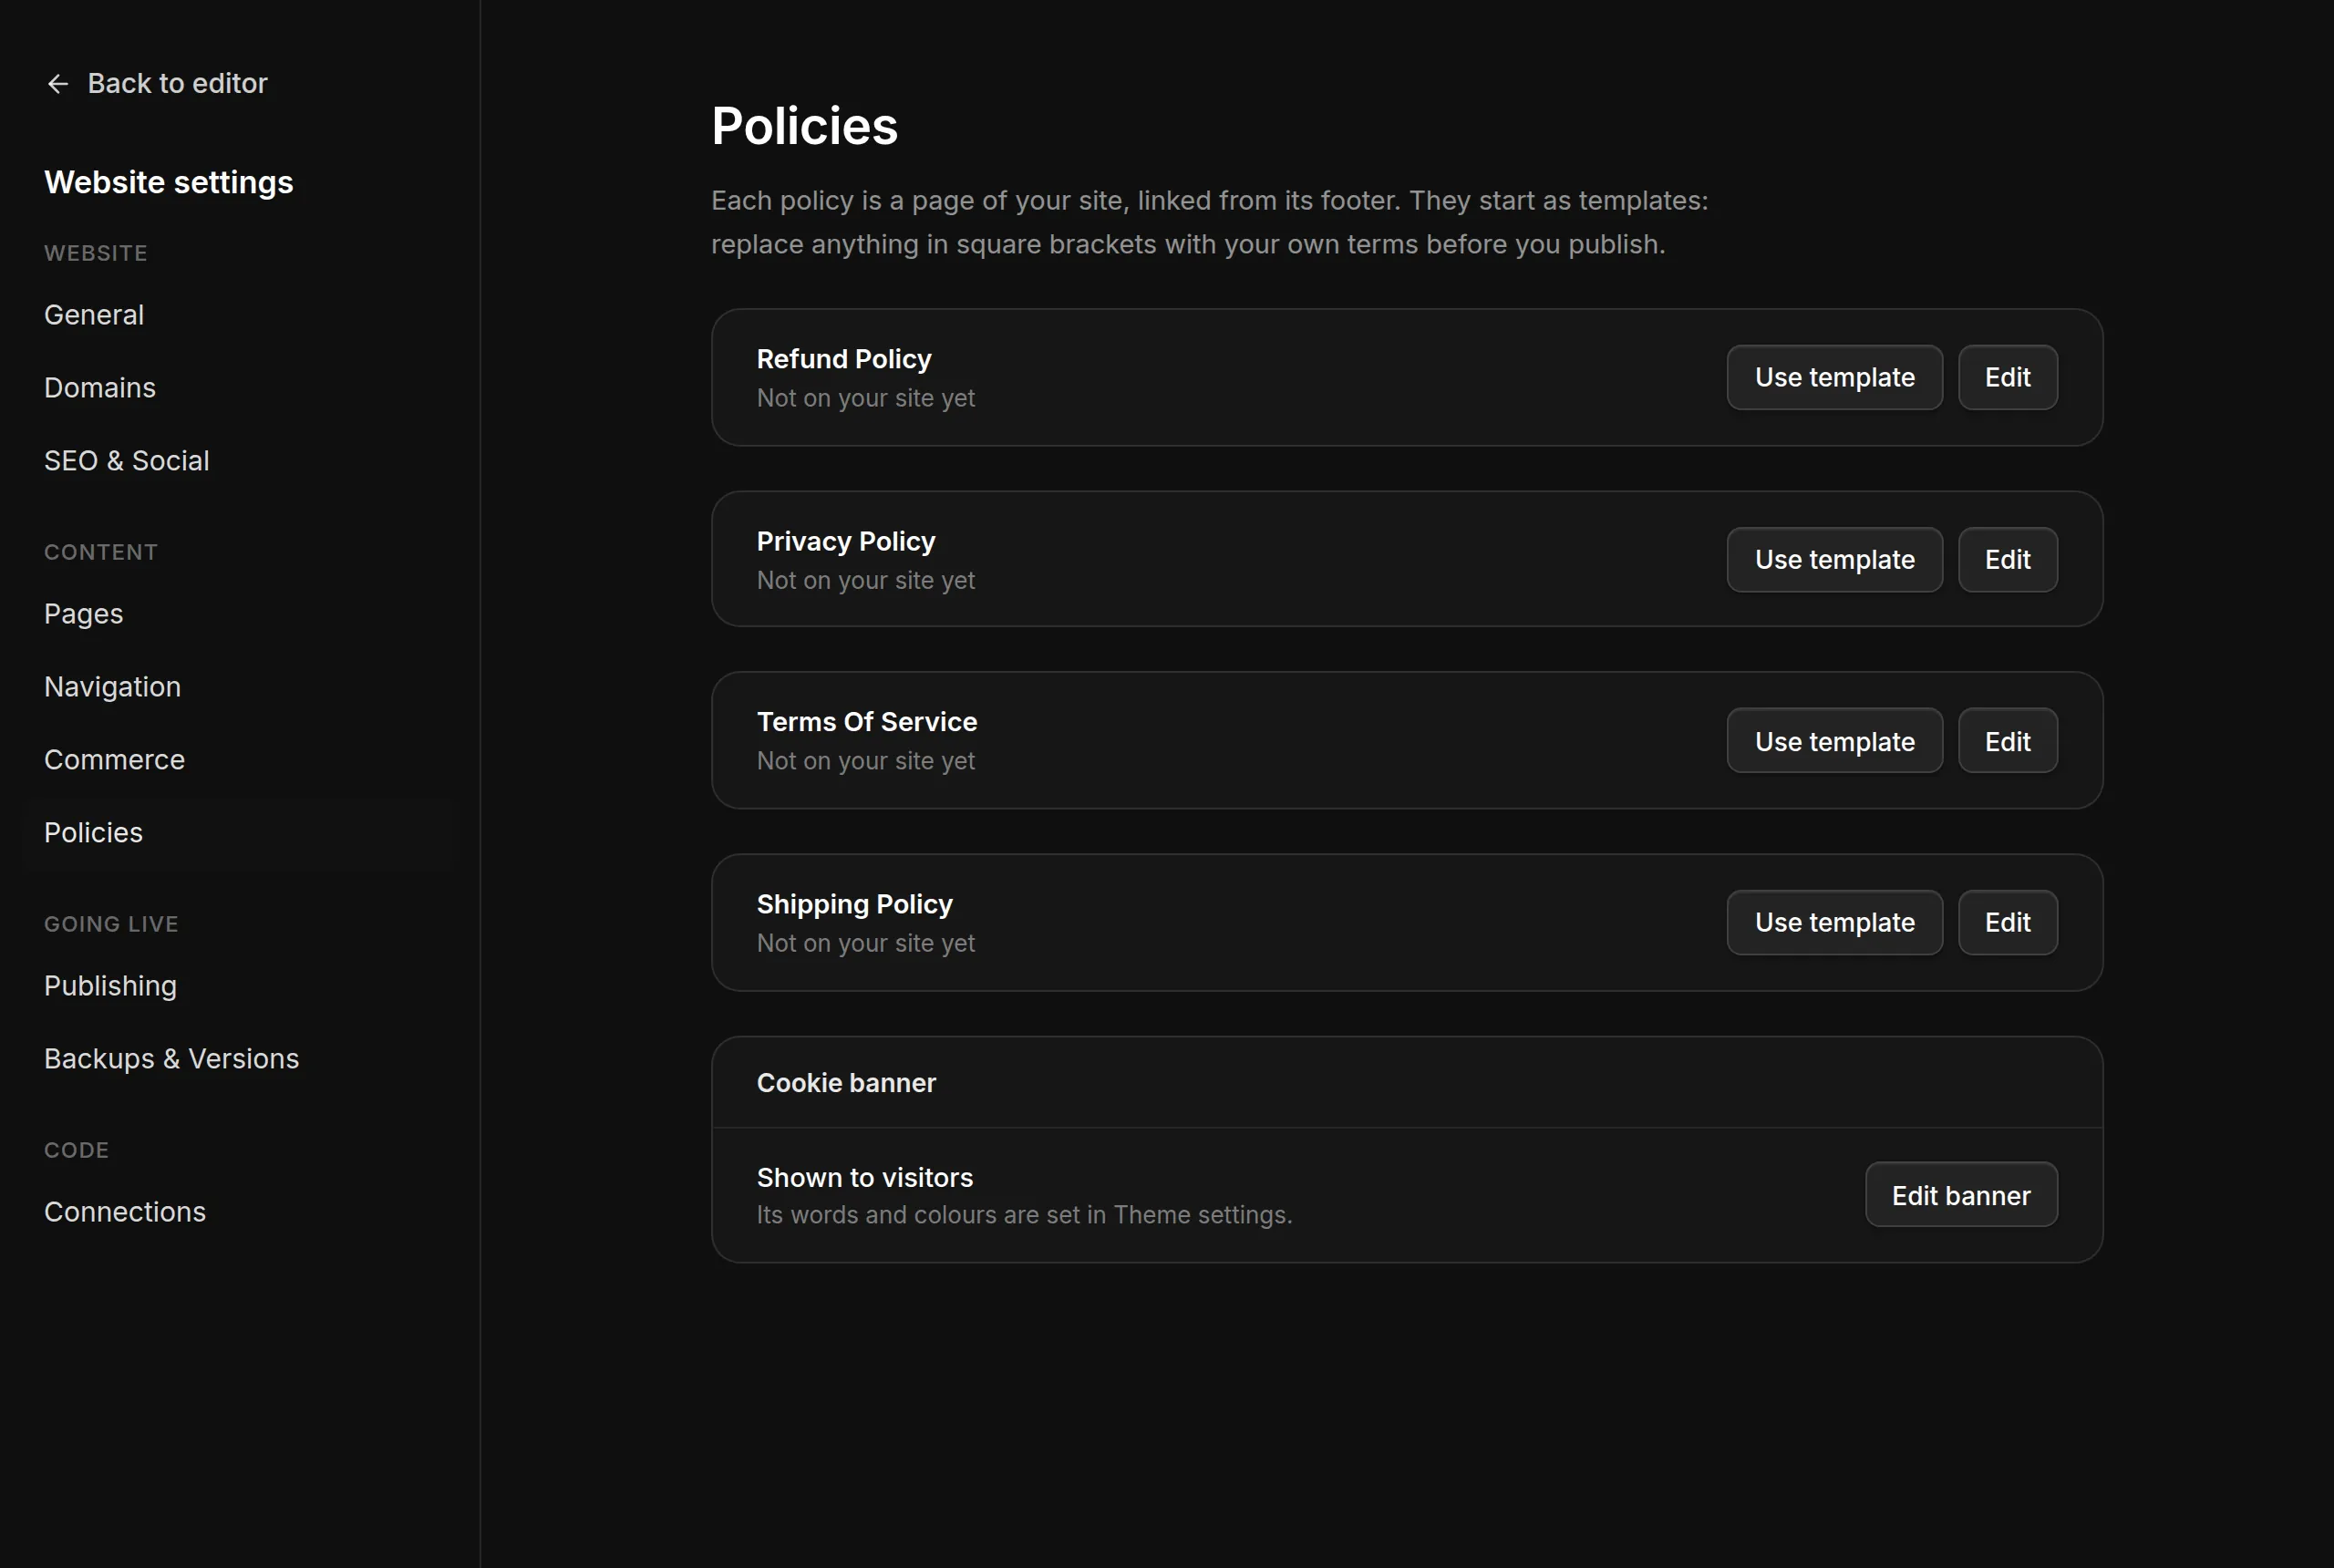 Back to editor
Website settings
WEBSITE
General
Domains
SEO & Social
CONTENT
Pages
Navigation
Commerce
Policies
GOING LIVE
Publishing
Backups & Versions
CODE
Connections
Policies
Each policy is a page of your site, linked from its footer. They start as templates:
replace anything in square brackets with your own terms before you publish.
Refund Policy
Not on your site yet
Use template
Edit
Privacy Policy
Not on your site yet
Use template
Edit
Terms Of Service
Not on your site yet
Use template
Edit
Shipping Policy
Not on your site yet
Use template
Edit
Cookie banner
Shown to visitors
Its words and colours are set in Theme settings.
Edit banner